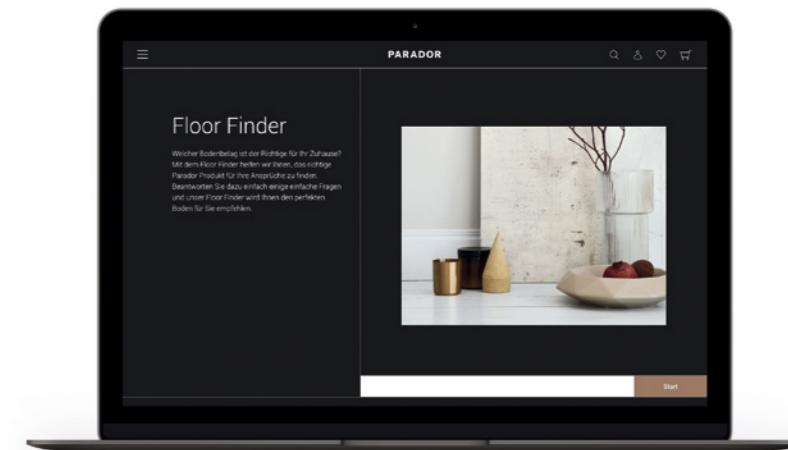 PARADOR
Floor Finder
Welcher Bodenbelag ist der Richtige für Ihr Zuhause?
Mit dem Floor Finder helfen wir Ihnen, das richtige
Parador Produkt für Ihre Ansprüche zu finden.
Beantworten Sie dazu einfach einige einfache Fragen
und unser Floor Finder wird Ihnen den perfekten
Boden für Sie empfehlen.
Start